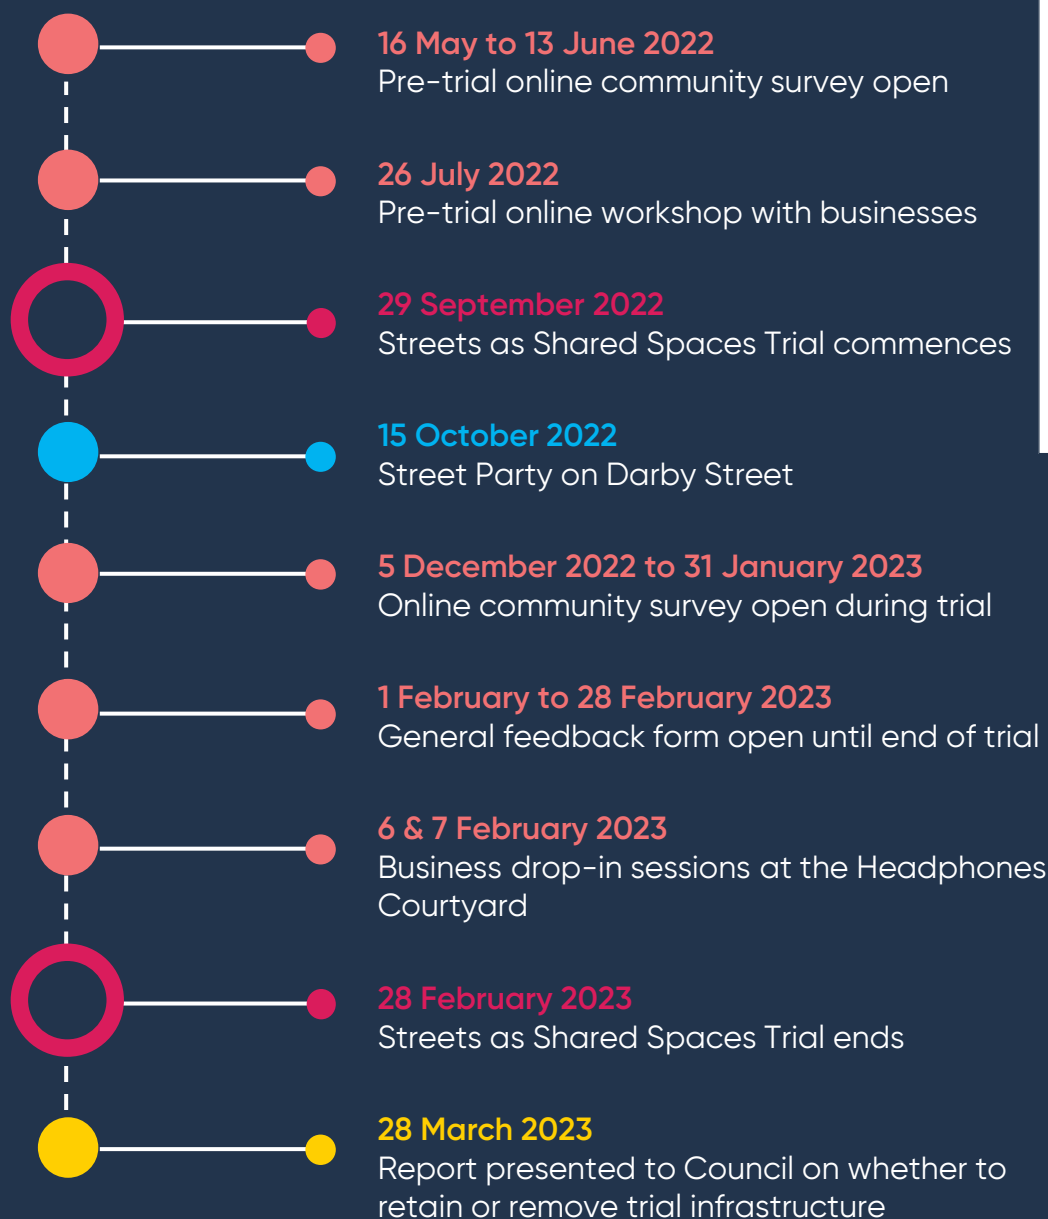 16 May to 13 June 2022
Pre-trial online community survey open
26 July 2022
Pre-trial online workshop with businesses
29 September 2022
Streets as Shared Spaces Trial commences
15 October 2022
Street Party on Darby Street
5 December 2022 to 31 January 2023
Online community survey open during trial
1 February to 28 February 2023
General feedback form open until end of trial
6 & 7 February 2023
Business drop-in sessions at the Headphones
Courtyard
28 February 2023
Streets as Shared Spaces Trial ends
28 March 2023
Report presented to Council on whether to
retain or remove trial infrastructure